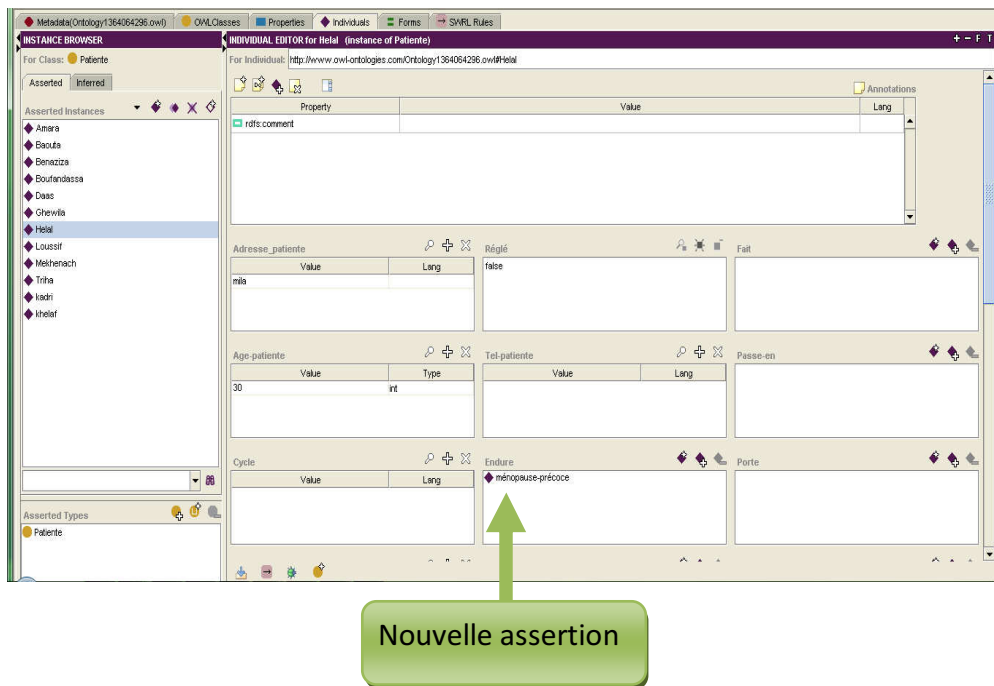 Metadata(Ontology1364064296.owl) OWLClasses Properties Individuals Forms SWRL Rules
INSTANCE BROWSER
For Class: Patiente
Asserted Inferred
Asserted Instances
Amara
Baouta
Benaziza
Boufandassa
Daas
Ghewila
Helal
Loussif
Mekhenach
Triha
kadri
khelaf
Asserted Types
Patiente
INDIVIDUAL EDITOR for Helal (instance of Patiente) + − F T
For Individual: http://www.owl-ontologies.com/Ontology1364064296.owl#Helal
Annotations
Property Value Lang
rdfs:comment
Adresse_patiente Réglé Fait
Value Lang false
mila
Age-patiente Tel-patiente Passe-en
Value Type Value Lang
30 int
Cycle Endure Porte
Value Lang ménopause-précoce
Nouvelle assertion